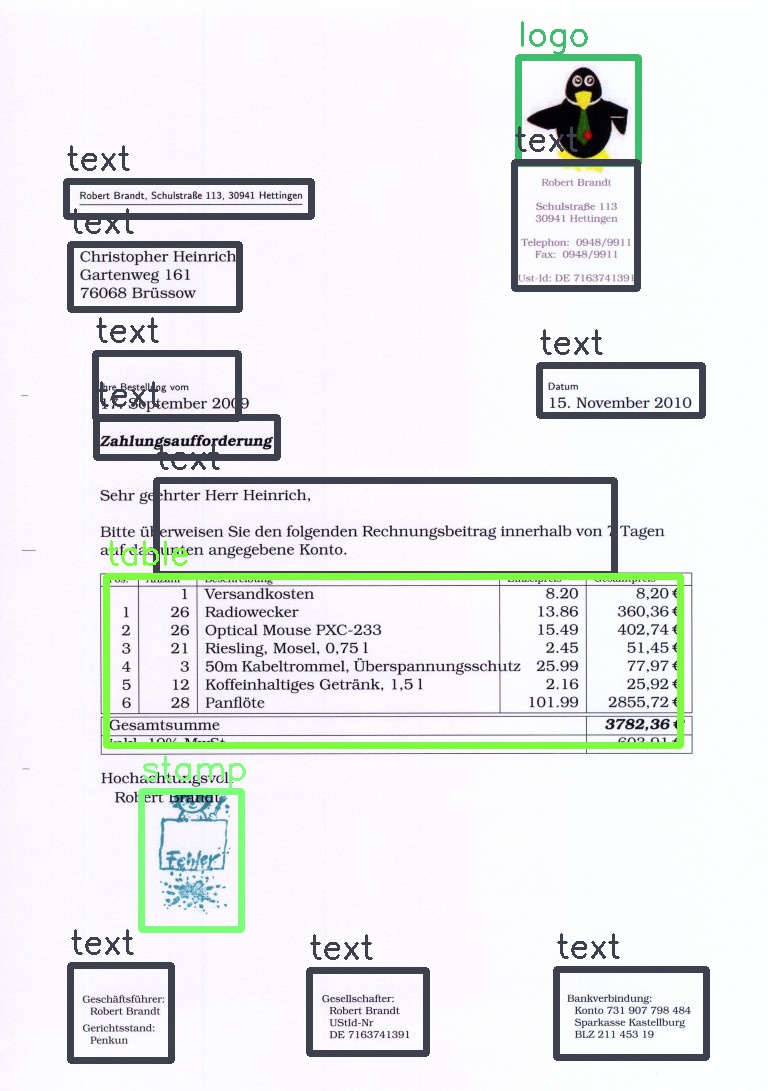 logo
text
Robert Brandt
Schulstraße 113
30941 Hettingen
Telephon: 0948/9911
Fax: 0948/9911
Ust-Id: DE 7163741391
text
Robert Brandt, Schulstraße 113, 30941 Hettingen
text
Christopher Heinrich
Gartenweg 161
76068 Brüssow
text
Ihre Bestellung vom
17. September 2009
text
Datum
15. November 2010
text
Zahlungsaufforderung
text
Sehr geehrter Herr Heinrich,
Bitte überweisen Sie den folgenden Rechnungsbeitrag innerhalb von 7 Tagen
auf das unten angegebene Konto.
table
Pos. Anzahl Beschreibung Einzelpreis Gesamtpreis
1 Versandkosten 8.20 8,20 €
1 26 Radiowecker 13.86 360,36 €
2 26 Optical Mouse PXC-233 15.49 402,74 €
3 21 Riesling, Mosel, 0,75 l 2.45 51,45 €
4 3 50m Kabeltrommel, Überspannungsschutz 25.99 77,97 €
5 12 Koffeinhaltiges Getränk, 1,5 l 2.16 25,92 €
6 28 Panflöte 101.99 2855,72 €
Gesamtsumme 3782,36 €
MwSt
Hochachtungsvoll,
Robert Brandt
stamp
Fehler
text
Geschäftsführer:
Robert Brandt
Gerichtsstand:
Penkun
text
Gesellschafter:
Robert Brandt
UStId-Nr
DE 7163741391
text
Bankverbindung:
Konto 731 907 798 484
Sparkasse Kastellburg
BLZ 211 453 19